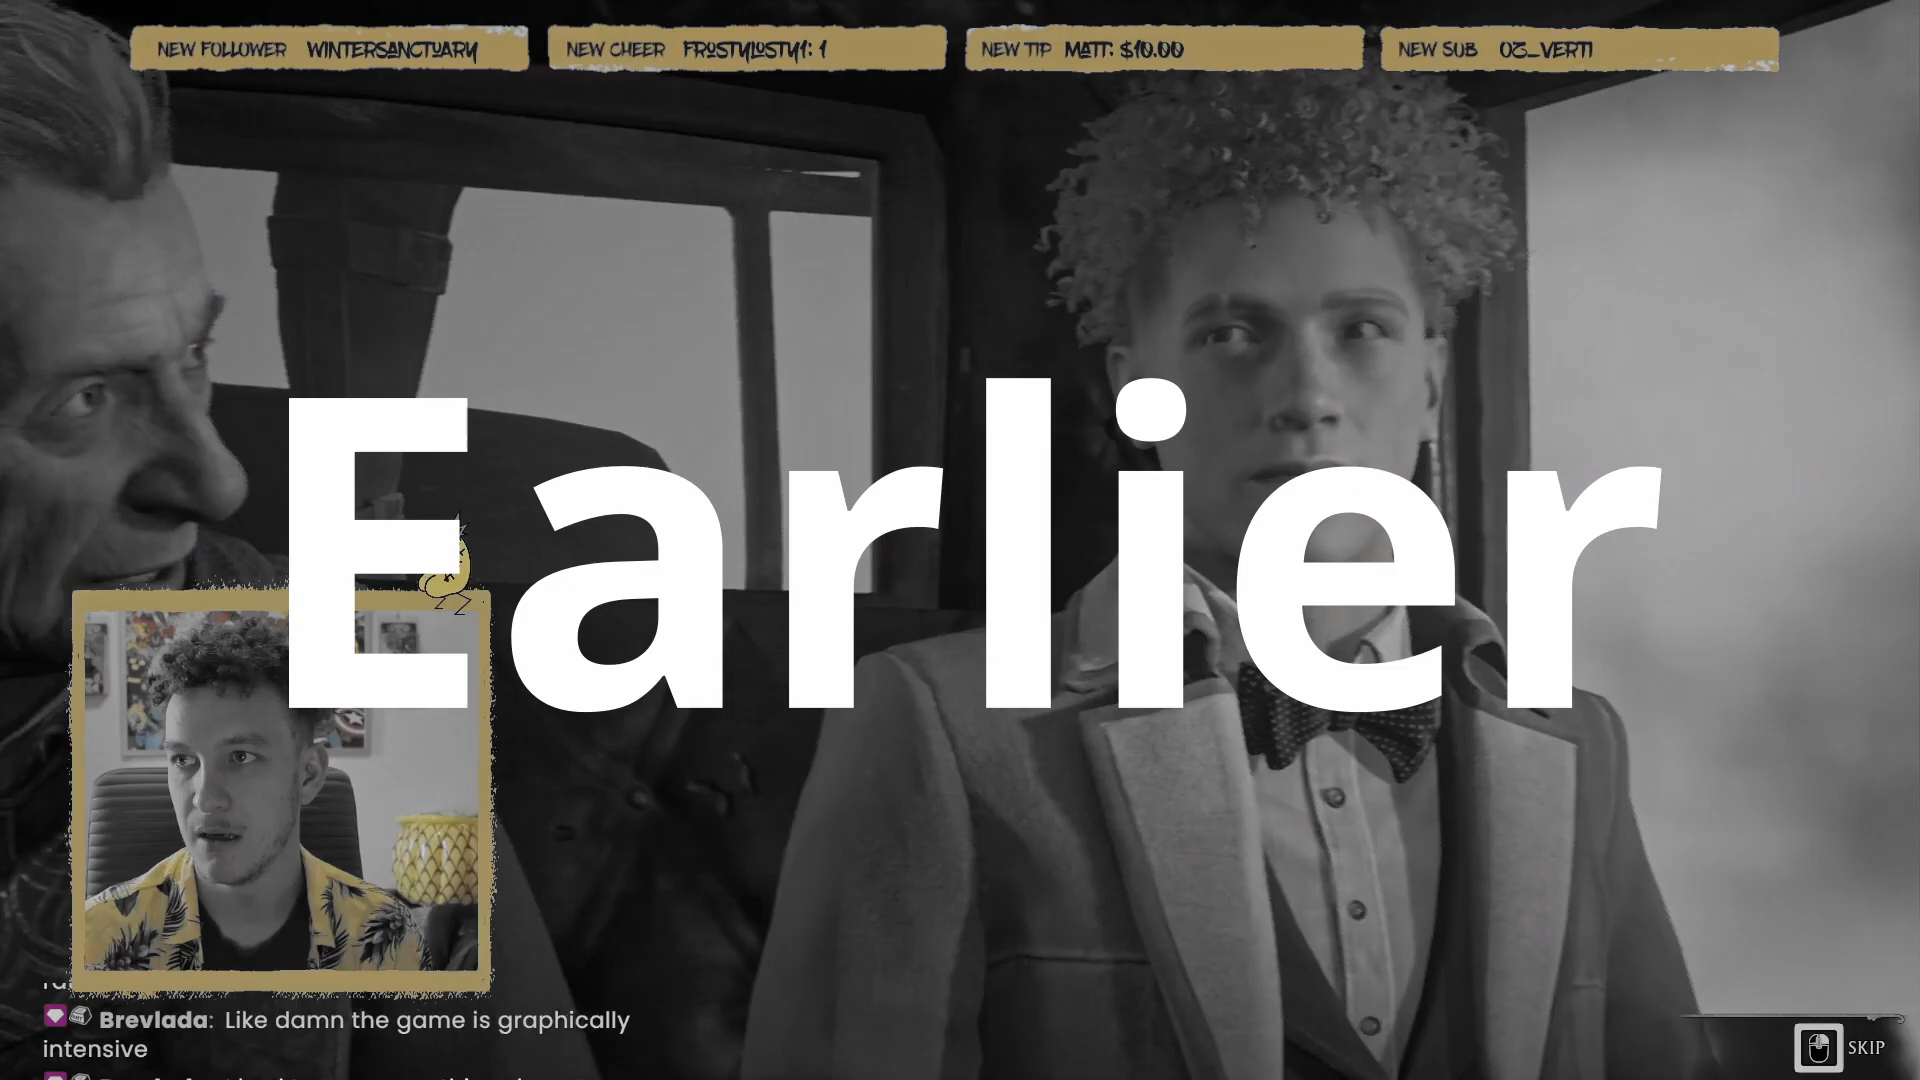 NEW FOLLOWER WINTERSANCTUARY
NEW CHEER FROSTYLOSTY1: 1
NEW TIP MATT: $10.00
NEW SUB OZ_VERTI
Earlier
Brevlada: Like damn the game is graphically
intensive
SKIP